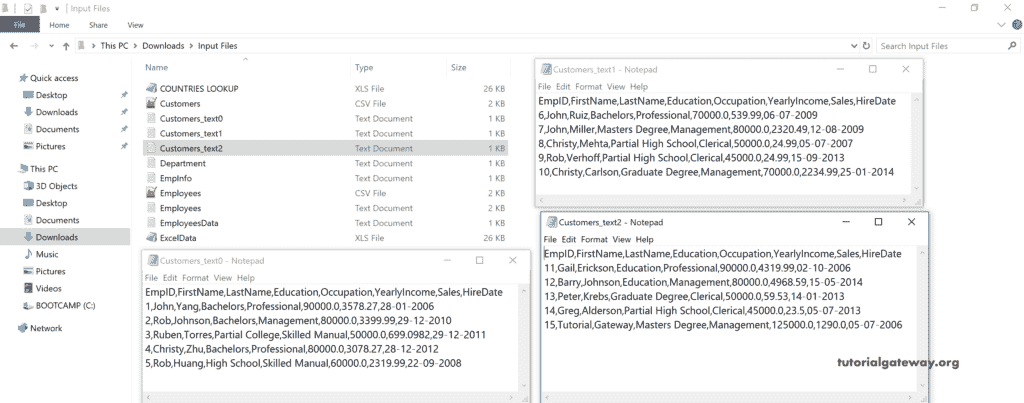 Input Files
File Home Share View
This PC > Downloads > Input Files
Search Input Files
Quick access
Desktop
Downloads
Documents
Pictures
This PC
3D Objects
Desktop
Documents
Downloads
Music
Pictures
Videos
BOOTCAMP (C:)
Network
Name Type Size
COUNTRIES LOOKUP XLS File 26 KB
Customers CSV File 2 KB
Customers_text0 Text Document 1 KB
Customers_text1 Text Document 1 KB
Customers_text2 Text Document 1 KB
Department Text Document 1 KB
EmpInfo Text Document 1 KB
Employees CSV File 2 KB
Employees Text Document 2 KB
EmployeesData Text Document 1 KB
ExcelData XLS File 26 KB
Customers_text1 - Notepad
File Edit Format View Help
EmpID,FirstName,LastName,Education,Occupation,YearlyIncome,Sales,HireDate
6,John,Ruiz,Bachelors,Professional,70000.0,539.99,06-07-2009
7,John,Miller,Masters Degree,Management,80000.0,2320.49,12-08-2009
8,Christy,Mehta,Partial High School,Clerical,50000.0,24.99,05-07-2007
9,Rob,Verhoff,Partial High School,Clerical,45000.0,24.99,15-09-2013
10,Christy,Carlson,Graduate Degree,Management,70000.0,2234.99,25-01-2014
Customers_text0 - Notepad
File Edit Format View Help
EmpID,FirstName,LastName,Education,Occupation,YearlyIncome,Sales,HireDate
1,John,Yang,Bachelors,Professional,90000.0,3578.27,28-01-2006
2,Rob,Johnson,Bachelors,Management,80000.0,3399.99,29-12-2010
3,Ruben,Torres,Partial College,Skilled Manual,50000.0,699.0982,29-12-2011
4,Christy,Zhu,Bachelors,Professional,80000.0,3078.27,28-12-2012
5,Rob,Huang,High School,Skilled Manual,60000.0,2319.99,22-09-2008
Customers_text2 - Notepad
File Edit Format View Help
EmpID,FirstName,LastName,Education,Occupation,YearlyIncome,Sales,HireDate
11,Gail,Erickson,Education,Professional,90000.0,4319.99,02-10-2006
12,Barry,Johnson,Education,Management,80000.0,4968.59,15-05-2014
13,Peter,Krebs,Graduate Degree,Clerical,50000.0,59.53,14-01-2013
14,Greg,Alderson,Partial High School,Clerical,45000.0,23.5,05-07-2013
15,Tutorial,Gateway,Masters Degree,Management,125000.0,1290.0,05-07-2006
tutorialgateway.org